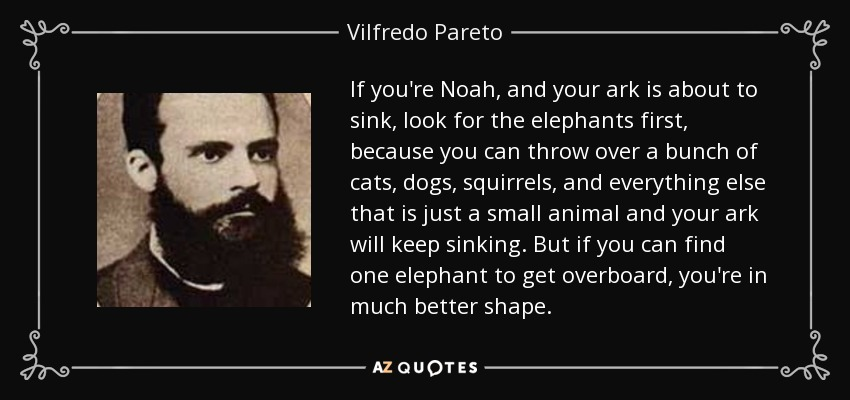 Vilfredo Pareto
If you're Noah, and your ark is about to
sink, look for the elephants first,
because you can throw over a bunch of
cats, dogs, squirrels, and everything else
that is just a small animal and your ark
will keep sinking. But if you can find
one elephant to get overboard, you're in
much better shape.
AZ QUOTES